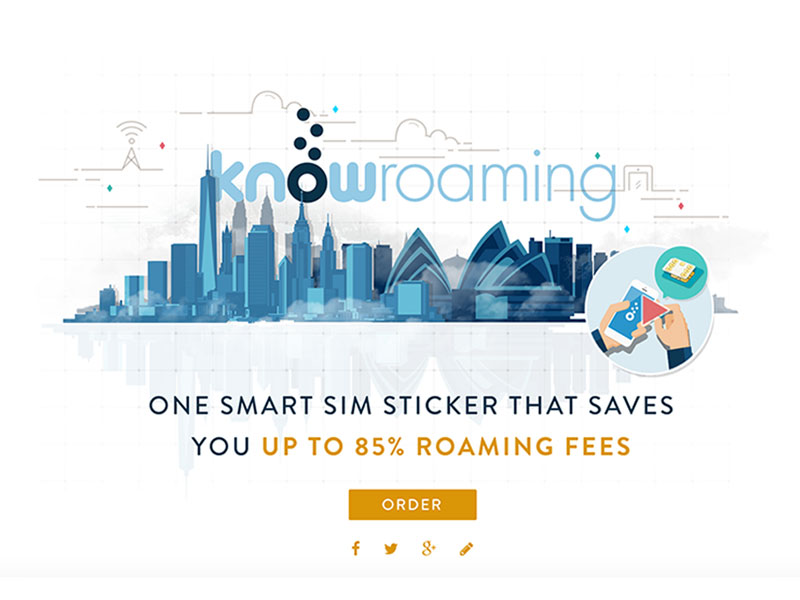 knowroaming
ONE SMART SIM STICKER THAT SAVES
YOU UP TO 85% ROAMING FEES
ORDER